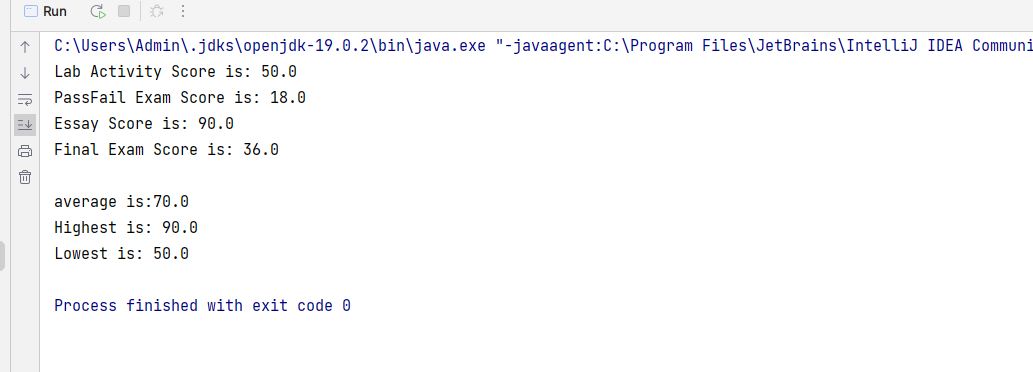 Run
C:\Users\Admin\.jdks\openjdk-19.0.2\bin\java.exe "-javaagent:C:\Program Files\JetBrains\IntelliJ IDEA Communi
Lab Activity Score is: 50.0
PassFail Exam Score is: 18.0
Essay Score is: 90.0
Final Exam Score is: 36.0
average is:70.0
Highest is: 90.0
Lowest is: 50.0
Process finished with exit code 0